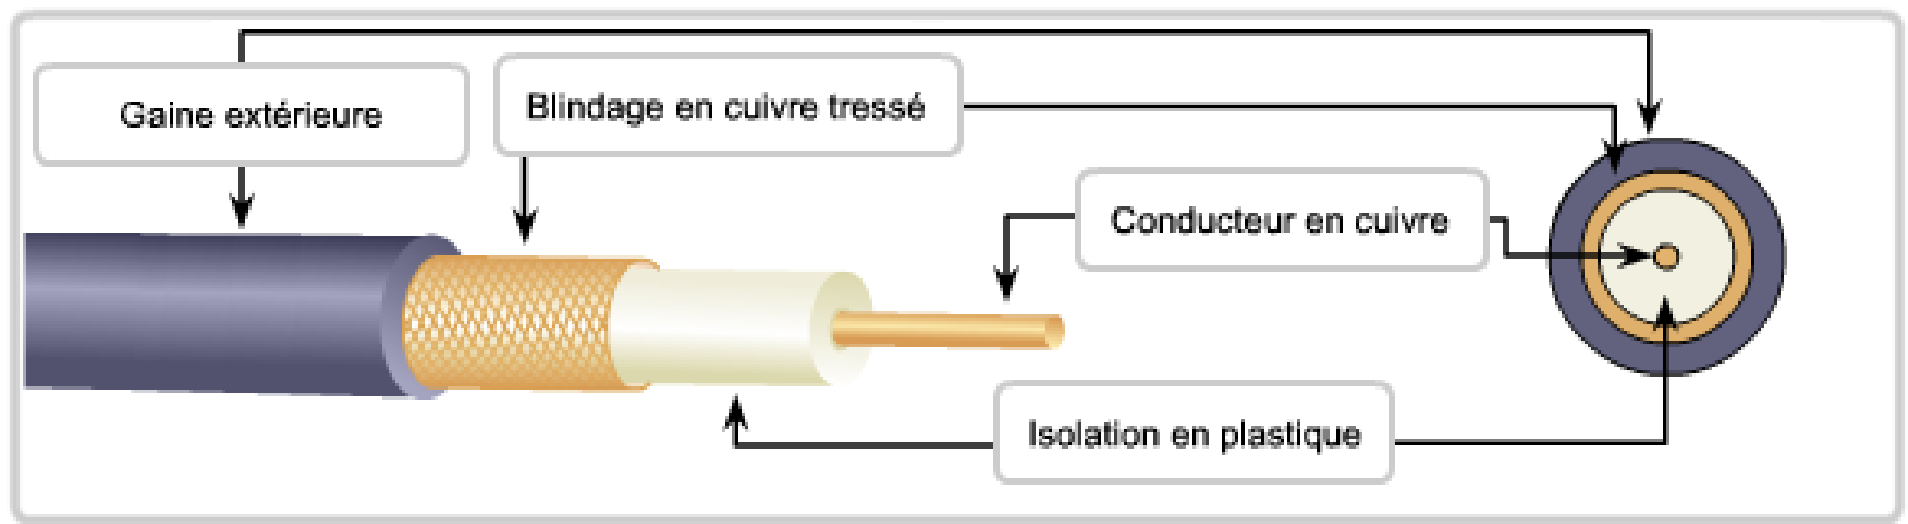 Gaine extérieure
Blindage en cuivre tressé
Conducteur en cuivre
Isolation en plastique